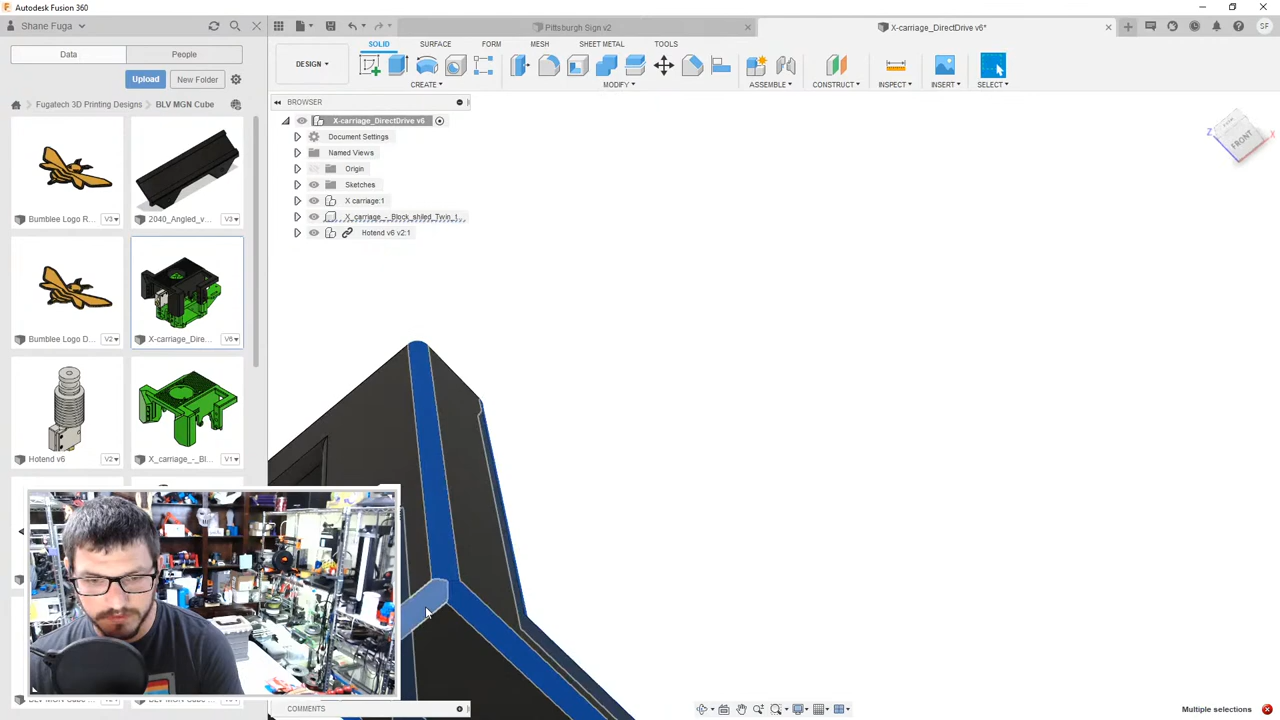 Autodesk Fusion 360
Shane Fuga
Pittsburgh Sign v2
X-carriage_DirectDrive v6*
SF
Data
People
Upload
New Folder
Fugatech 3D Printing Designs
BLV MGN Cube
Bumblee Logo R...
V3
2040_Angled_v...
V3
Bumblee Logo D...
V2
X-carriage_Dire...
V6
Hotend v6
V2
X_carriage_-_Bl...
V1
DESIGN
SOLID
SURFACE
FORM
MESH
SHEET METAL
TOOLS
CREATE
MODIFY
ASSEMBLE
CONSTRUCT
INSPECT
INSERT
SELECT
BROWSER
X-carriage_DirectDrive v6
Document Settings
Named Views
Origin
Sketches
X carriage:1
X_carriage_-_Block_shiled_Twin_1...
Hotend v6 v2:1
Z
FRONT
X
COMMENTS
Multiple selections